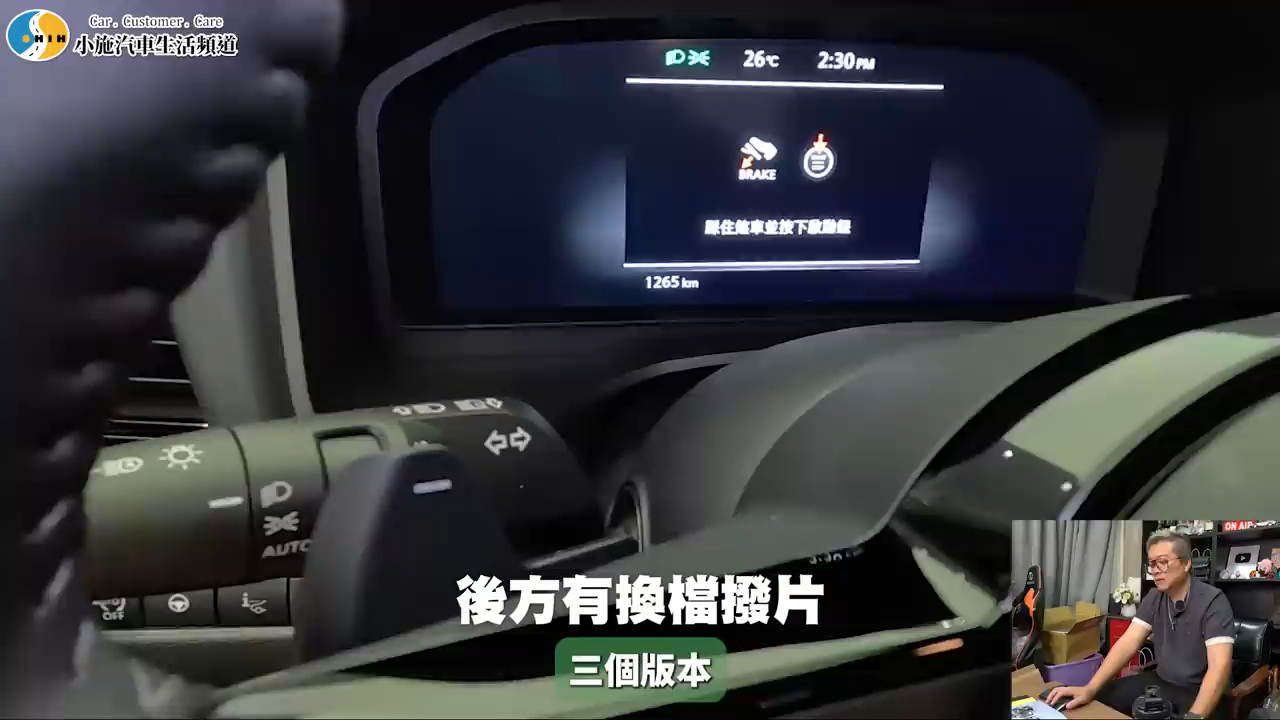 Car. Customer. Care
SHIH
小施汽車生活頻道
26℃
2:30PM
BRAKE
踩住煞車並按下啟動鈕
1265 km
AUTO
OFF
後方有換檔撥片
三個版本
ON AIR